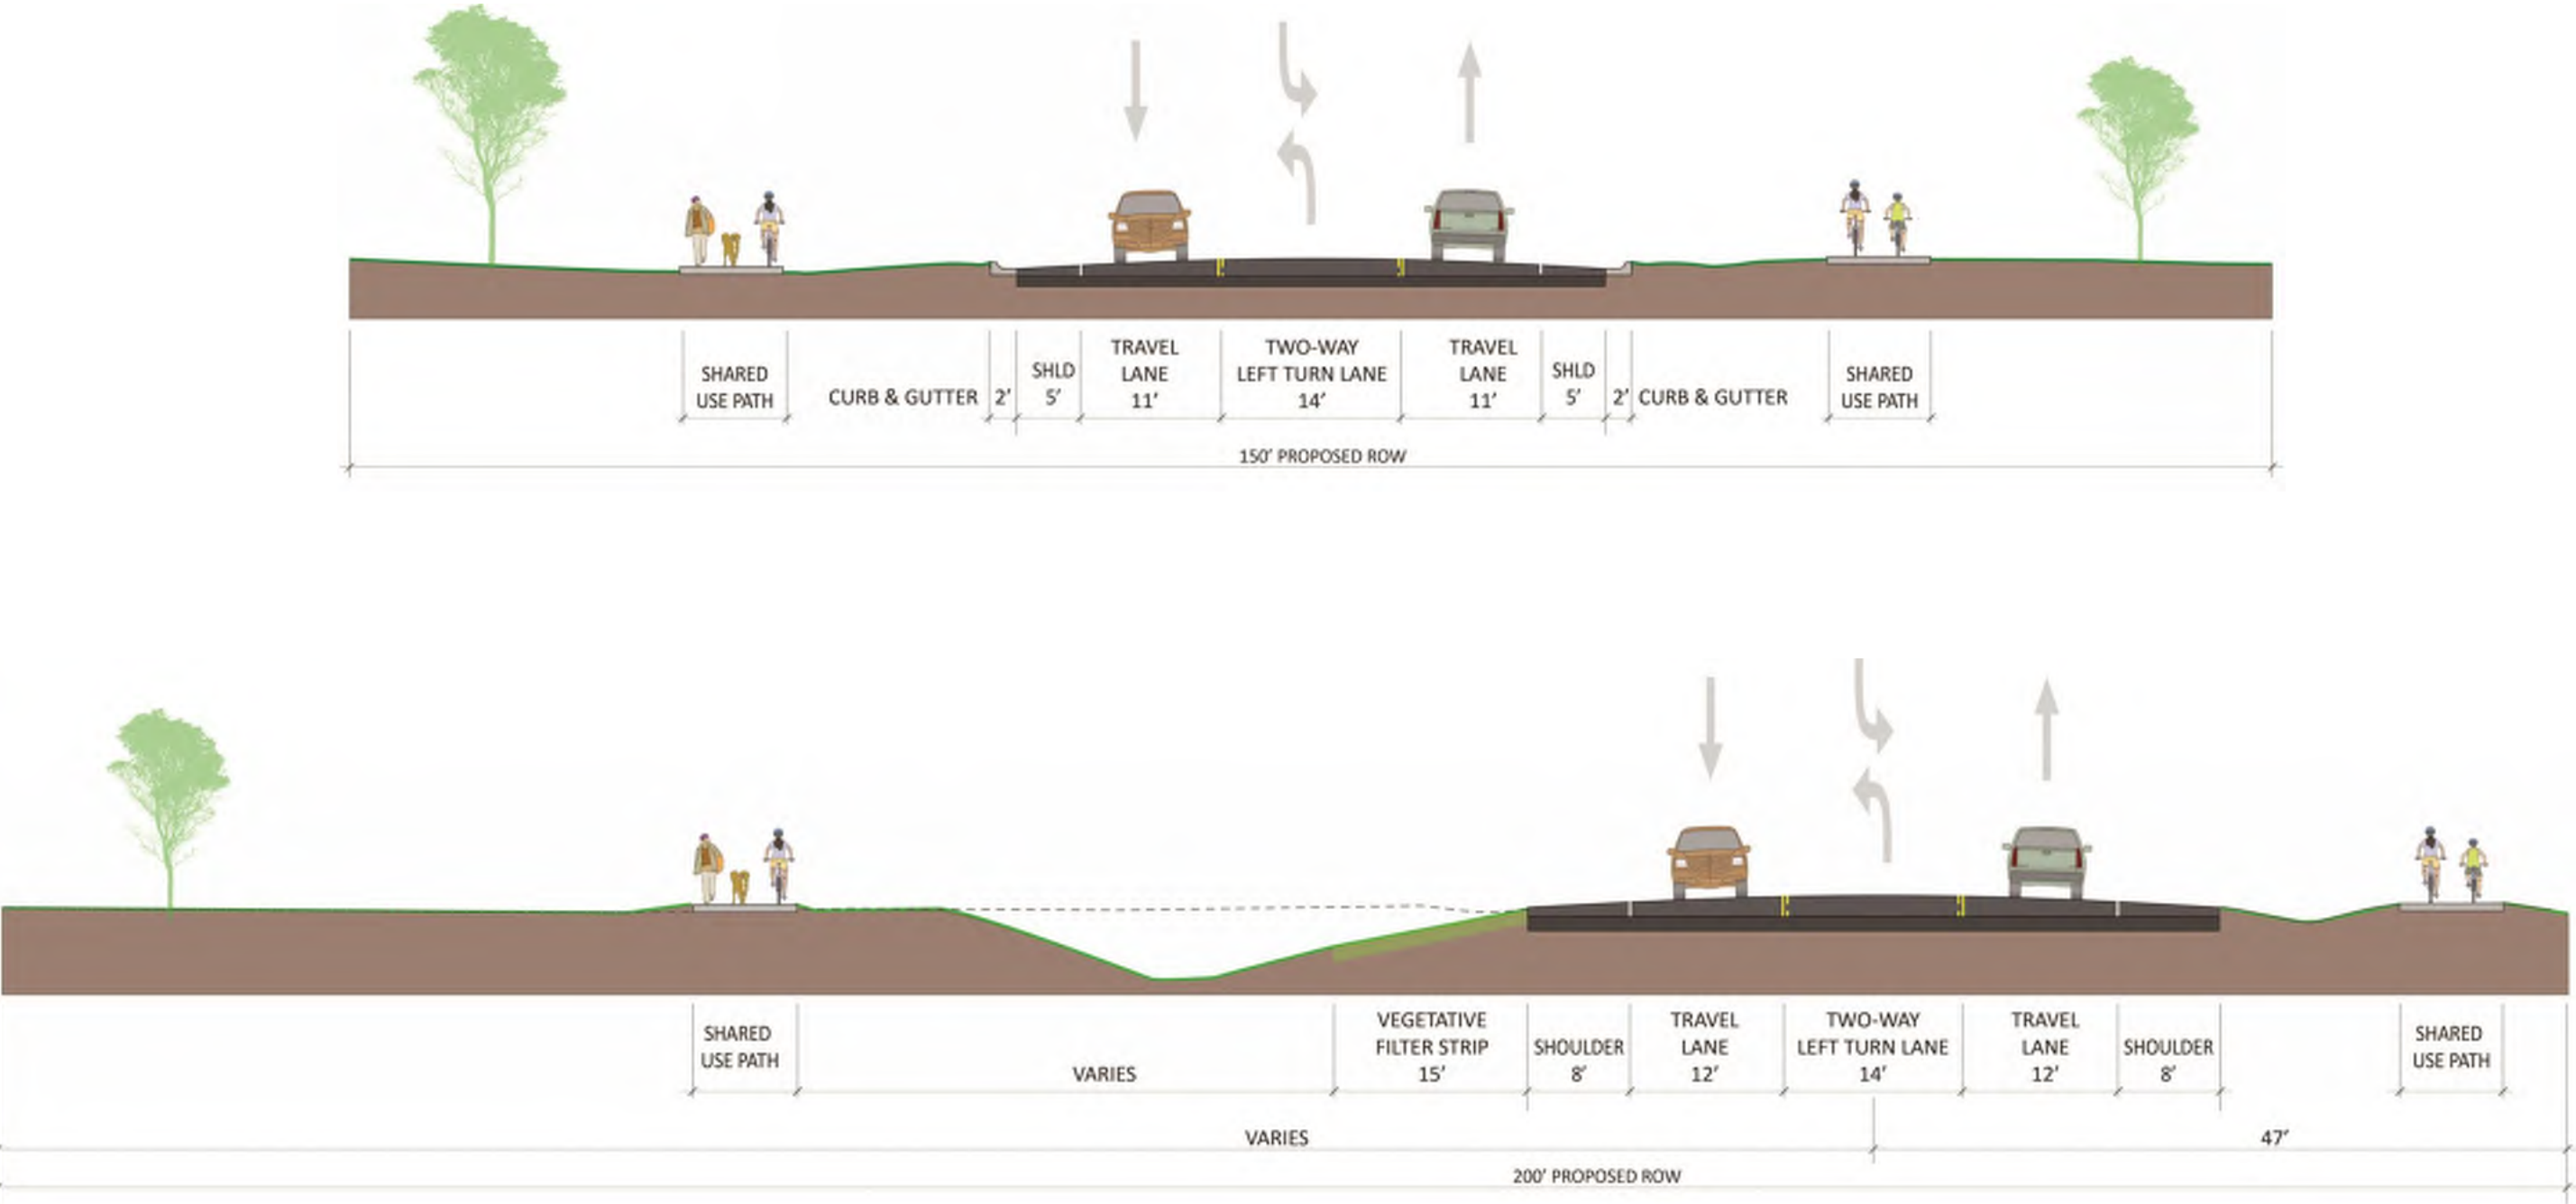 SHARED
USE PATH
CURB & GUTTER
2'
SHLD
5'
TRAVEL
LANE
11'
TWO-WAY
LEFT TURN LANE
14'
TRAVEL
LANE
11'
SHLD
5'
2'
CURB & GUTTER
SHARED
USE PATH
150' PROPOSED ROW
SHARED
USE PATH
VARIES
VEGETATIVE
FILTER STRIP
15'
SHOULDER
8'
TRAVEL
LANE
12'
TWO-WAY
LEFT TURN LANE
14'
TRAVEL
LANE
12'
SHOULDER
8'
SHARED
USE PATH
VARIES
47'
200' PROPOSED ROW